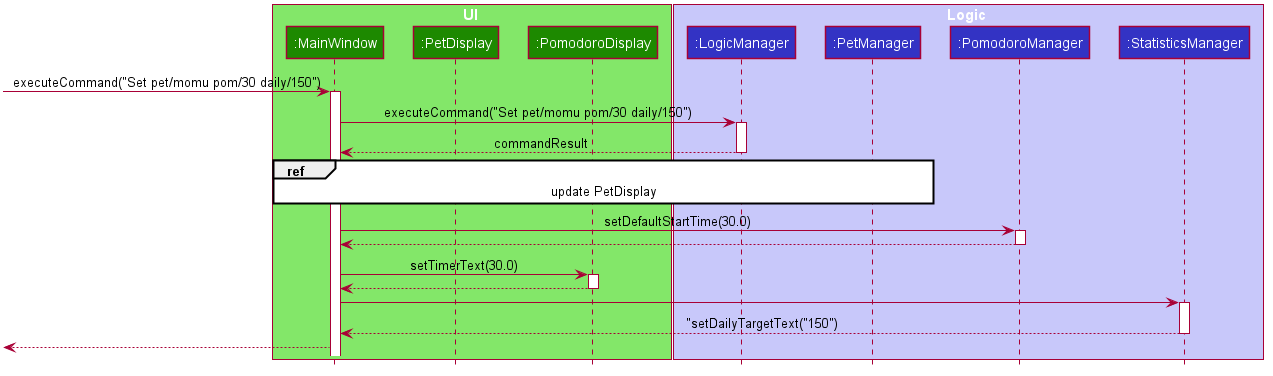 UI
Logic
:MainWindow
:PetDisplay
:PomodoroDisplay
:LogicManager
:PetManager
:PomodoroManager
:StatisticsManager
executeCommand("Set pet/momu pom/30 daily/150")
executeCommand("Set pet/momu pom/30 daily/150")
commandResult
ref
update PetDisplay
setDefaultStartTime(30.0)
setTimerText(30.0)
"setDailyTargetText("150")